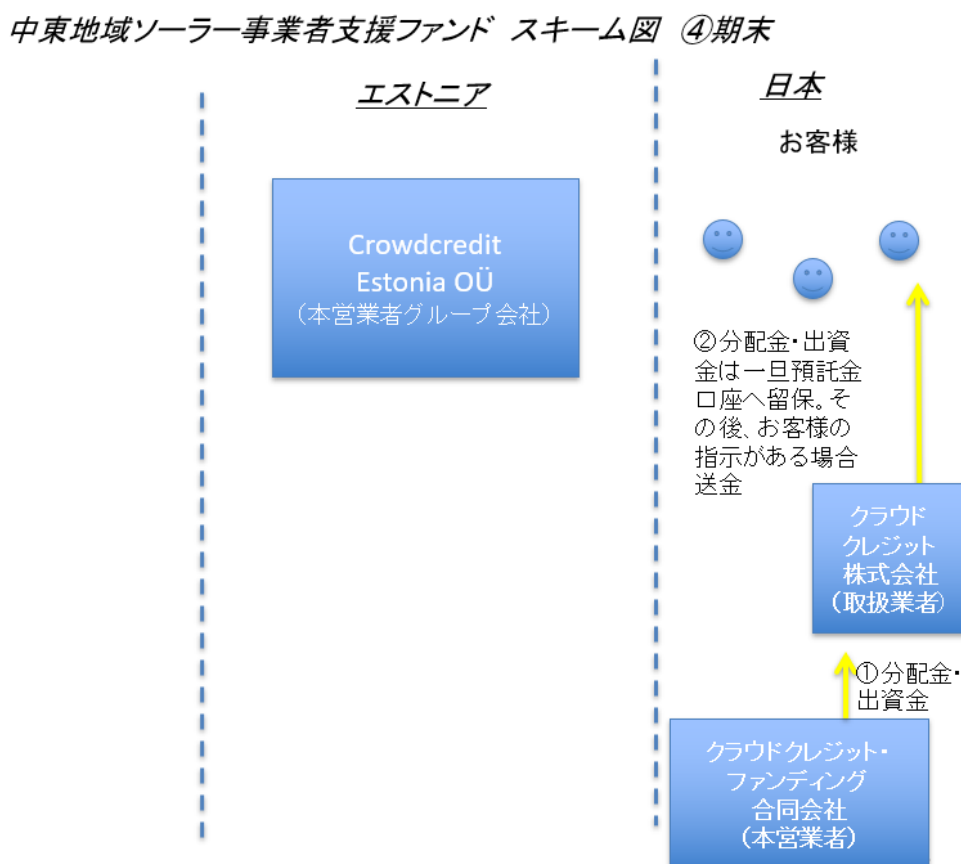 中東地域ソーラー事業者支援ファンド スキーム図 ④期末
エストニア
日本
お客様
Crowdcredit
Estonia OÜ
(本営業者グループ会社)
②分配金・出資
金は一旦預託金
口座へ留保。そ
の後、お客様の
指示がある場合
送金
クラウド
クレジット
株式会社
(取扱業者)
①分配金・
出資金
クラウドクレジット・
ファンディング
合同会社
(本営業者)